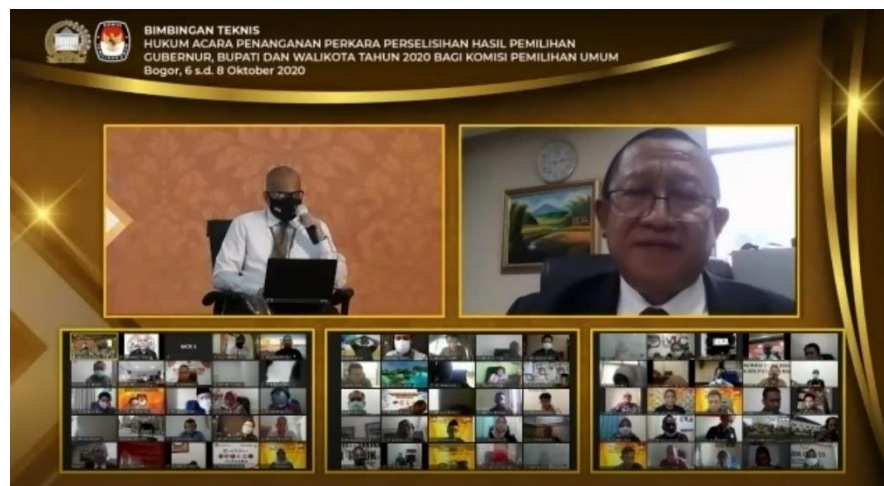 BIMBINGAN TEKNIS
HUKUM ACARA PENANGANAN PERKARA PERSELISIHAN HASIL PEMILIHAN
GUBERNUR, BUPATI DAN WALIKOTA TAHUN 2020 BAGI KOMISI PEMILIHAN UMUM
Bogor, 6 s.d. 8 Oktober 2020